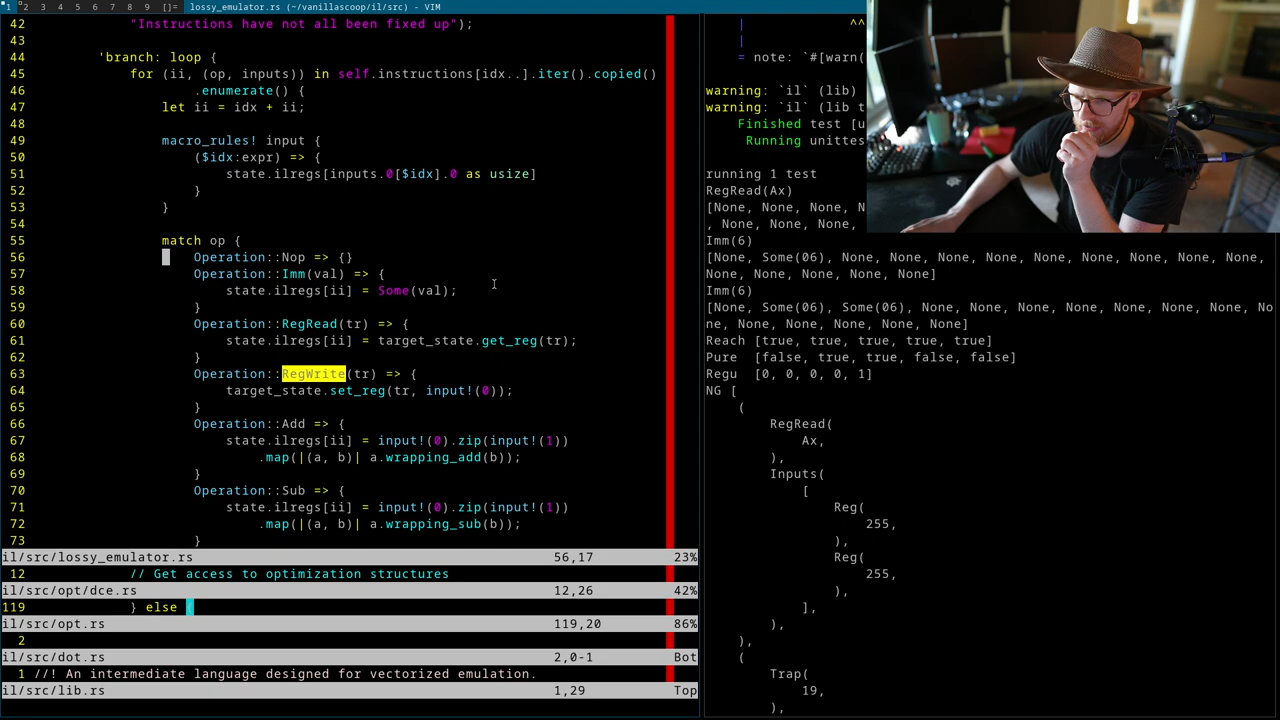 1 2 3 4 5 6 7 8 9 []= lossy_emulator.rs (~/vanillascoop/il/src) - VIM
42             "Instructions have not all been fixed up");
43
44         'branch: loop {
45             for (ii, (op, inputs)) in self.instructions[idx..].iter().copied()
46                     .enumerate() {
47                 let ii = idx + ii;
48
49                 macro_rules! input {
50                     ($idx:expr) => {
51                         state.ilregs[inputs.0[$idx].0 as usize]
52                     }
53                 }
54
55                 match op {
56                     Operation::Nop => {}
57                     Operation::Imm(val) => {
58                         state.ilregs[ii] = Some(val);
59                     }
60                     Operation::RegRead(tr) => {
61                         state.ilregs[ii] = target_state.get_reg(tr);
62                     }
63                     Operation::RegWrite(tr) => {
64                         target_state.set_reg(tr, input!(0));
65                     }
66                     Operation::Add => {
67                         state.ilregs[ii] = input!(0).zip(input!(1))
68                             .map(|(a, b)| a.wrapping_add(b));
69                     }
70                     Operation::Sub => {
71                         state.ilregs[ii] = input!(0).zip(input!(1))
72                             .map(|(a, b)| a.wrapping_sub(b));
73                     }
il/src/lossy_emulator.rs 56,17 23%
12             // Get access to optimization structures
il/src/opt/dce.rs 12,26 42%
119             } else {
il/src/opt.rs 119,20 86%
2
il/src/dot.rs 2,0-1 Bot
1 //! An intermediate language designed for vectorized emulation.
il/src/lib.rs 1,29 Top
    |             ^^
    |
    = note: `#[warn(
warning: `il` (lib)
warning: `il` (lib t
    Finished test [u
     Running unittes
running 1 test
RegRead(Ax)
[None, None, None, N
, None, None, None,
Imm(6)
[None, Some(06), None, None, None, None, None, None, None, None, None,
None, None, None, None, None]
Imm(6)
[None, Some(06), Some(06), None, None, None, None, None, None, None, No
ne, None, None, None, None, None]
Reach [true, true, true, true, true]
Pure  [false, true, true, false, false]
Regu  [0, 0, 0, 0, 1]
NG [
    (
        RegRead(
            Ax,
        ),
        Inputs(
            [
                Reg(
                    255,
                ),
                Reg(
                    255,
                ),
            ],
        ),
    ),
    (
        Trap(
            19,
        ),